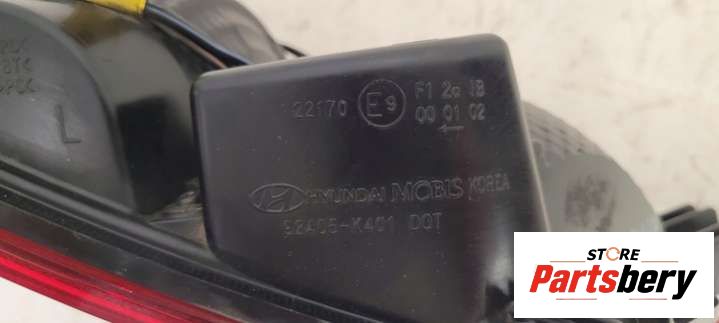 L
22170 E9 F1 2a IB
00 01 02
HYUNDAI MOBIS KOREA
92405-K401 DOT
STORE
Partsbery